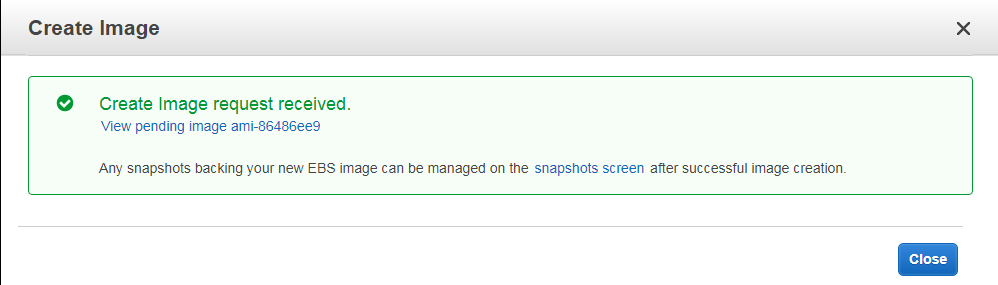 Create Image
Create Image request received.
View pending image ami-86486ee9
Any snapshots backing your new EBS image can be managed on the snapshots screen after successful image creation.
Close